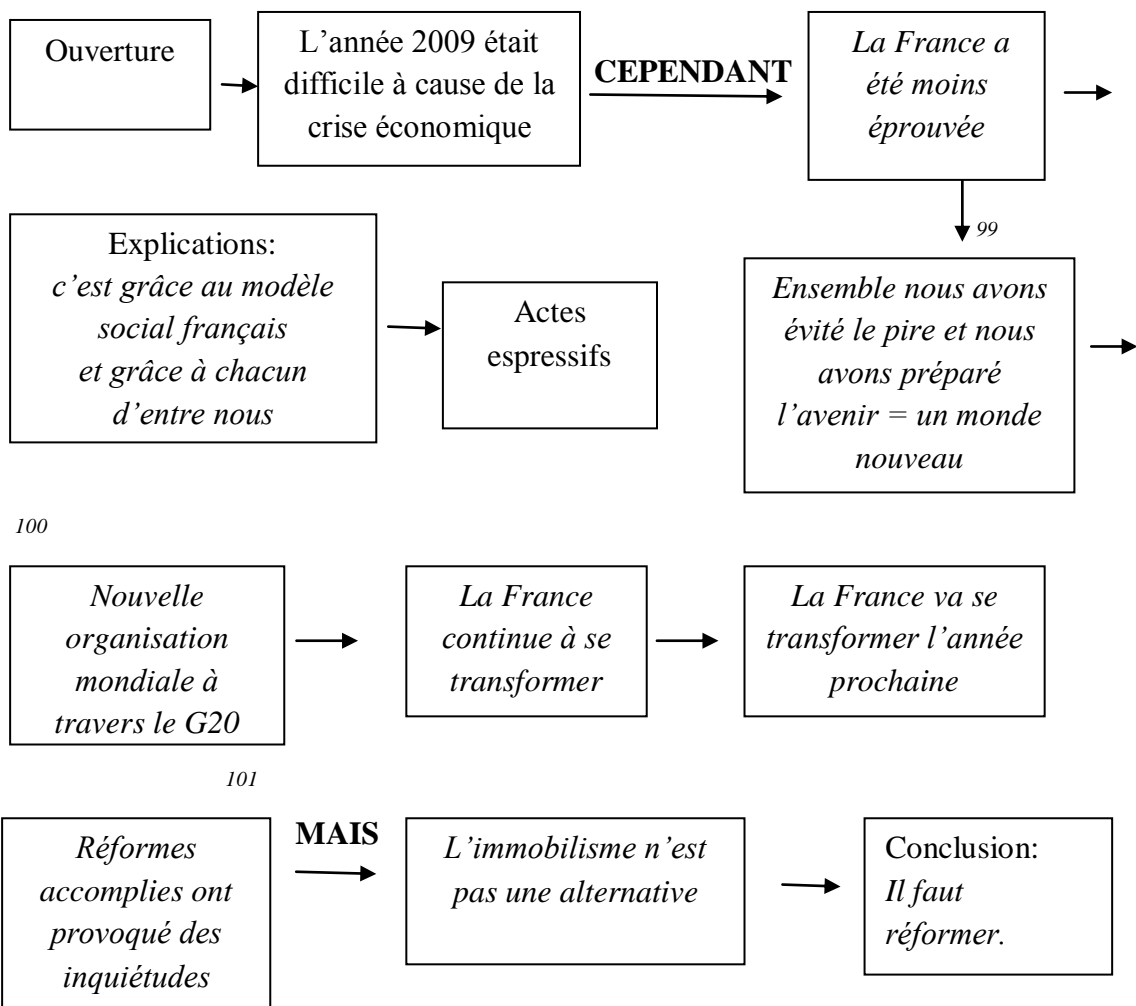 Ouverture
L’année 2009 était
difficile à cause de la
crise économique
CEPENDANT
La France a
été moins
éprouvée
99
Explications:
c’est grâce au modèle
social français
et grâce à chacun
d’entre nous
Actes
espressifs
Ensemble nous avons
évité le pire et nous
avons préparé
l’avenir = un monde
nouveau
100
Nouvelle
organisation
mondiale à
travers le G20
La France
continue à se
transformer
La France va se
transformer l’année
prochaine
101
Réformes
accomplies ont
provoqué des
inquiétudes
MAIS
L’immobilisme n’est
pas une alternative
Conclusion:
Il faut
réformer.